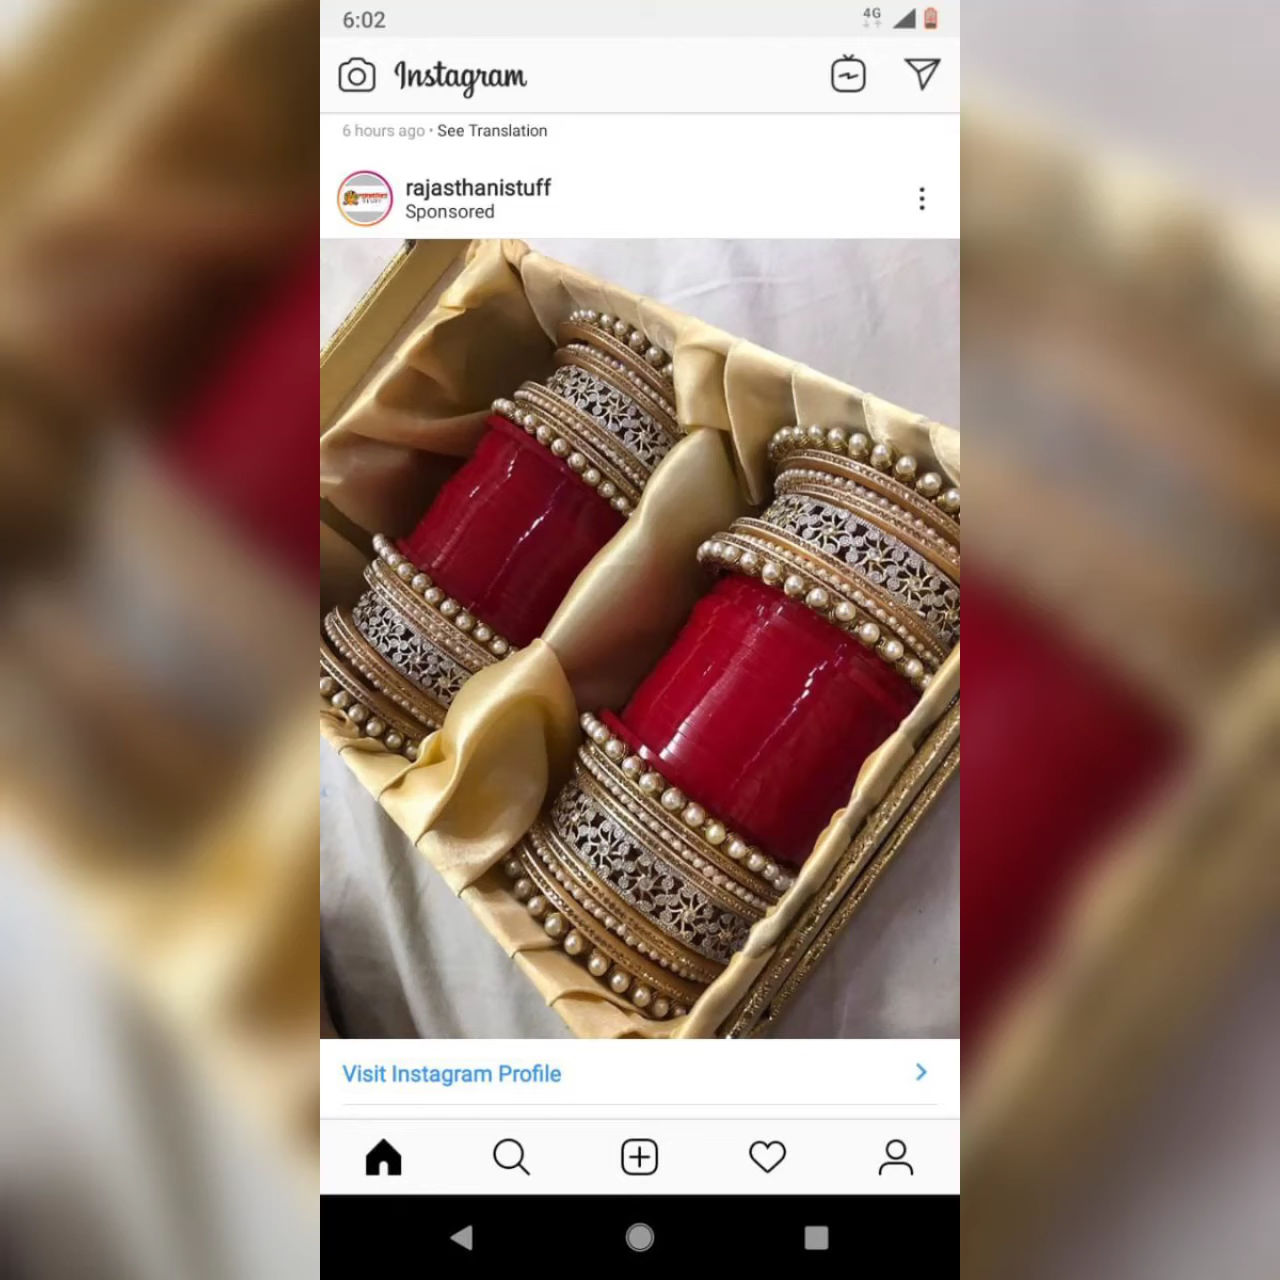 6:02
4G
Instagram
6 hours ago • See Translation
rajasthanistuff
Sponsored
Visit Instagram Profile